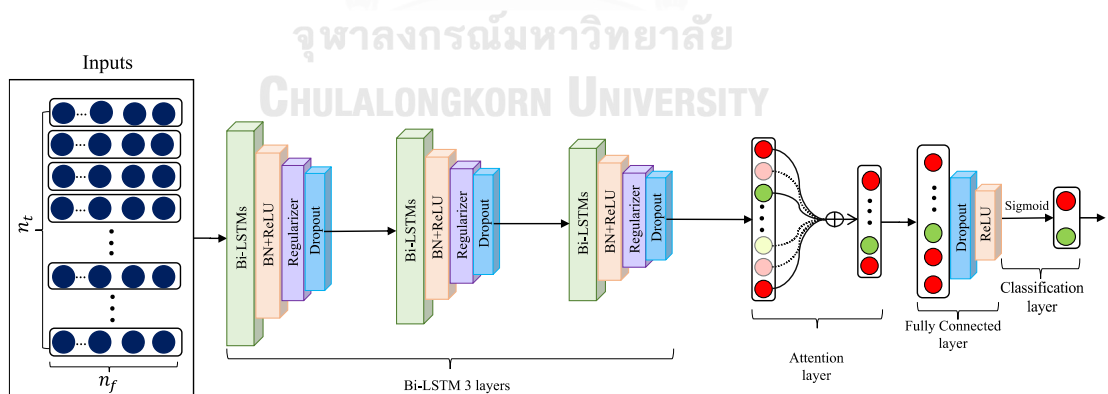 จุฬาลงกรณ์มหาวิทยาลัย
CHULALONGKORN UNIVERSITY
Inputs
n_t
n_f
Bi-LSTMs
BN+ReLU
Regularizer
Dropout
Bi-LSTMs
BN+ReLU
Regularizer
Dropout
Bi-LSTMs
BN+ReLU
Regularizer
Dropout
Bi-LSTM 3 layers
Attention
layer
Dropout
ReLU
Fully Connected
layer
Sigmoid
Classification
layer